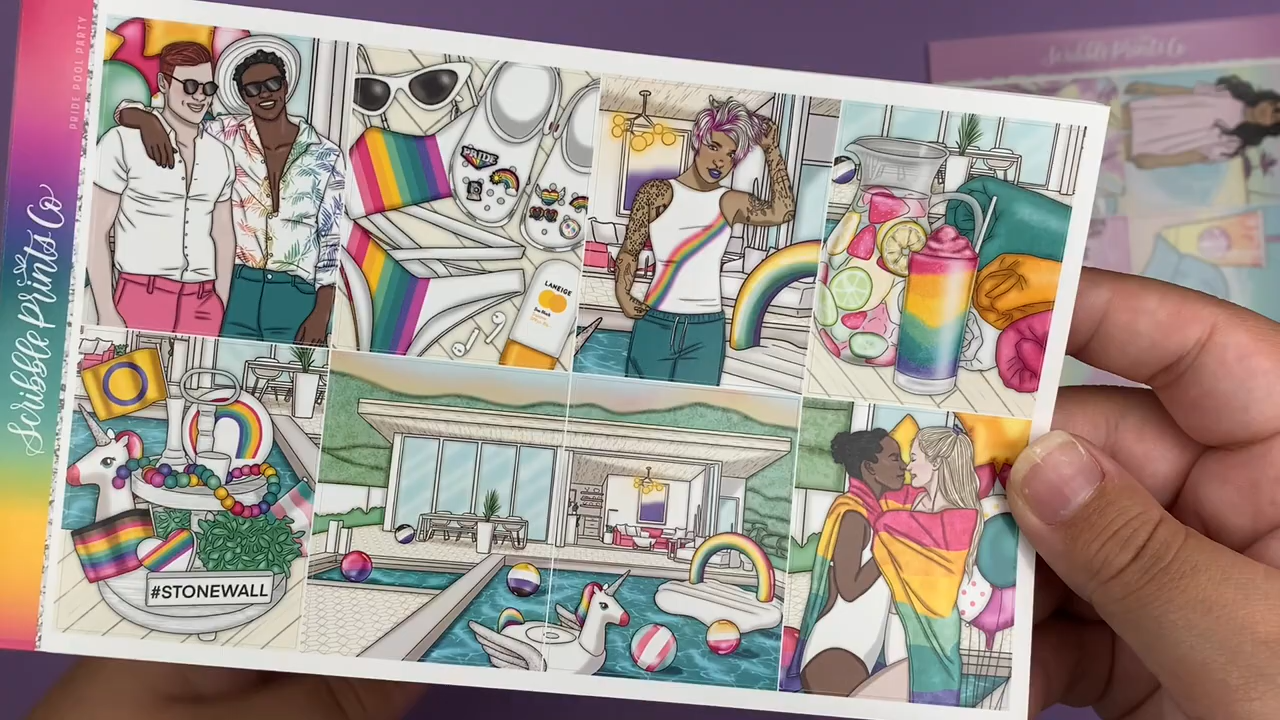 PRIDE POOL PARTY
Scribble Prints Co
Scribble Prints Co
PRIDE
LANEIGE
#STONEWALL